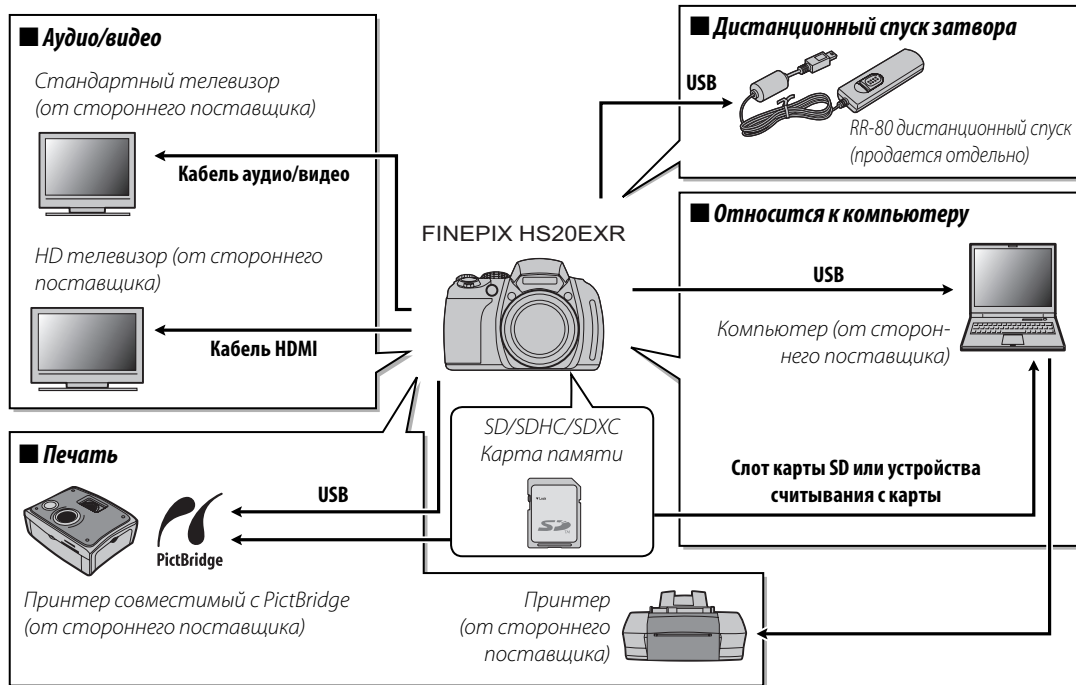 ■ Аудио/видео
Стандартный телевизор
(от стороннего поставщика)
Кабель аудио/видео
HD телевизор (от стороннего
поставщика)
Кабель HDMI
■ Дистанционный спуск затвора
USB
RR-80 дистанционный спуск
(продается отдельно)
FINEPIX HS20EXR
■ Относится к компьютеру
USB
Компьютер (от сторон-
него поставщика)
Слот карты SD или устройства
считывания с карты
SD/SDHC/SDXC
Карта памяти
Lock
SD
TM
■ Печать
USB
PictBridge
Принтер совместимый с PictBridge
(от стороннего поставщика)
Принтер
(от стороннего
поставщика)